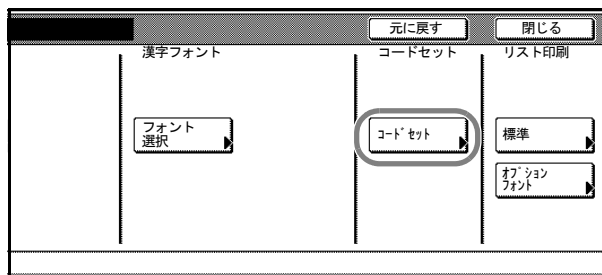 元に戻す 閉じる
漢字フォント コードセット リスト印刷
フォント
選択
ｺｰﾄﾞｾｯﾄ
標準
ｵﾌﾟｼｮﾝ
ﾌｫﾝﾄ